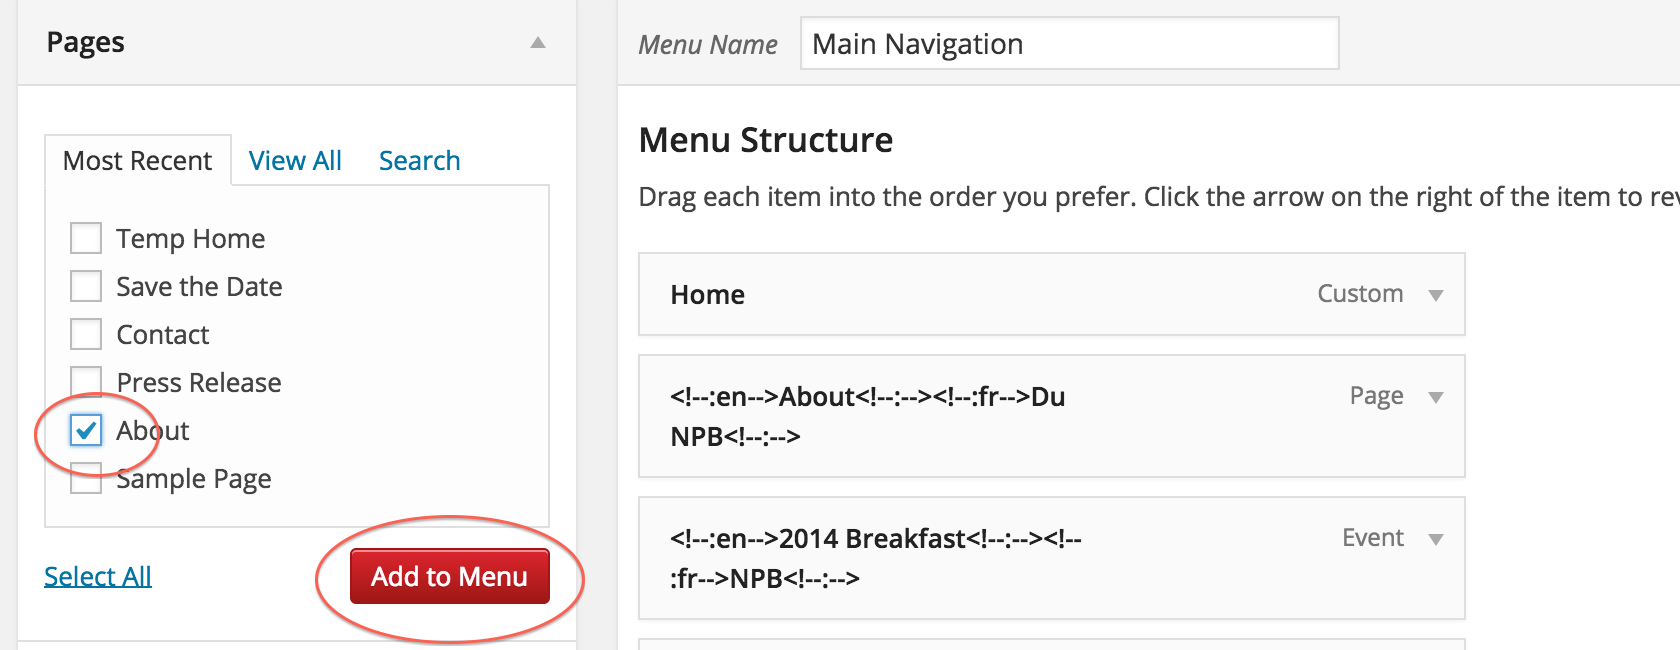 Pages
Most Recent View All Search
Temp Home
Save the Date
Contact
Press Release
About
Sample Page
Select All Add to Menu
Menu Name Main Navigation
Menu Structure
Drag each item into the order you prefer. Click the arrow on the right of the item to rev
Home Custom
<!--:en-->About<!--:--><!--:fr-->Du Page
NPB<!--:-->
<!--:en-->2014 Breakfast<!--:--><!-- Event
:fr-->NPB<!--:-->